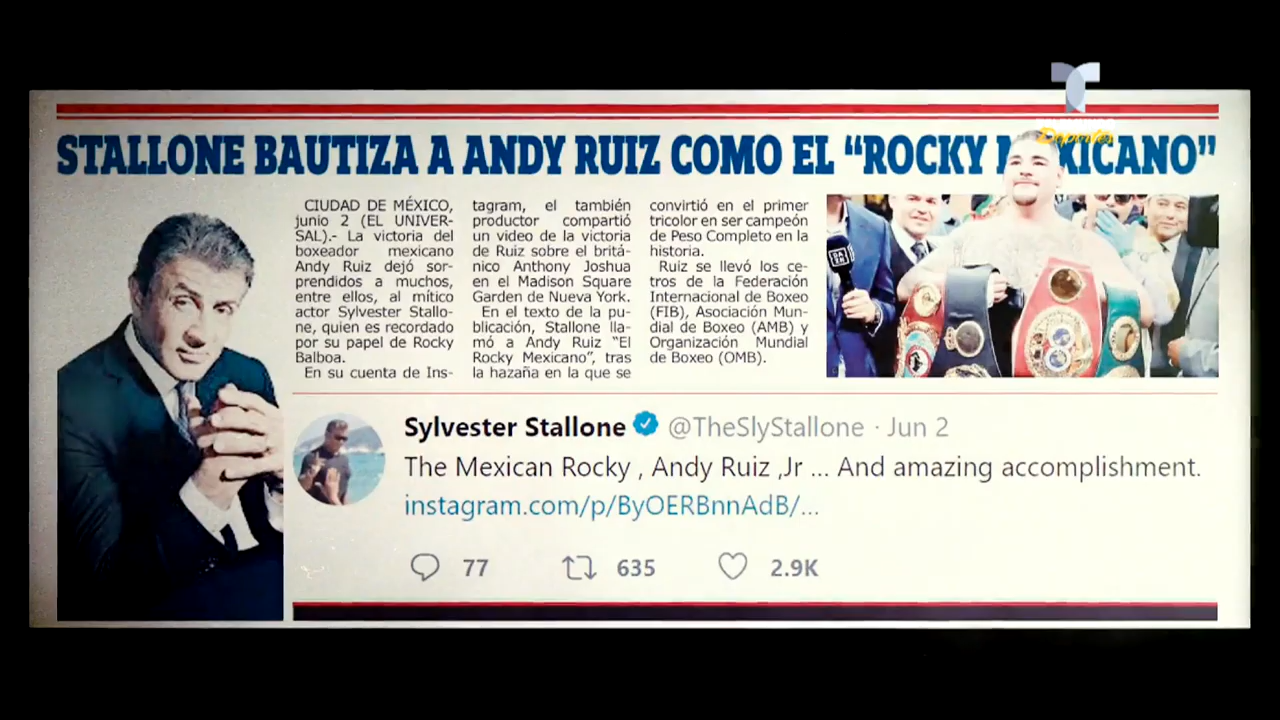 STALLONE BAUTIZA A ANDY RUIZ COMO EL “ROCKY MEXICANO”
Deportes
CIUDAD DE MÉXICO,
junio 2 (EL UNIVER-
SAL).- La victoria del
boxeador mexicano
Andy Ruiz dejó sor-
prendidos a muchos,
entre ellos, al mítico
actor Sylvester Stallo-
ne, quien es recordado
por su papel de Rocky
Balboa.
En su cuenta de Ins-
tagram, el también
productor compartió
un video de la victoria
de Ruiz sobre el britá-
nico Anthony Joshua
en el Madison Square
Garden de Nueva York.
En el texto de la pu-
blicación, Stallone lla-
mó a Andy Ruiz “El
Rocky Mexicano”, tras
la hazaña en la que se
convirtió en el primer
tricolor en ser campeón
de Peso Completo en la
historia.
Ruiz se llevó los ce-
tros de la Federación
Internacional de Boxeo
(FIB), Asociación Mun-
dial de Boxeo (AMB) y
Organización Mundial
de Boxeo (OMB).
Sylvester Stallone @TheSlyStallone · Jun 2
The Mexican Rocky , Andy Ruiz ,Jr ... And amazing accomplishment.
instagram.com/p/ByOERBnnAdB/...
77 635 2.9K